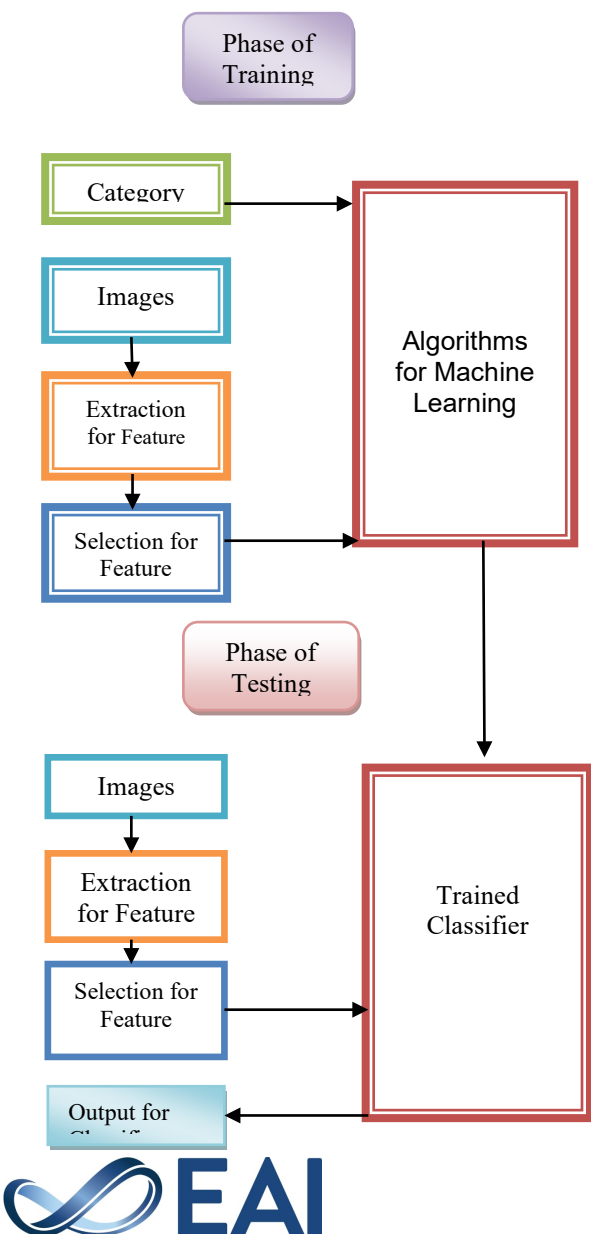 Phase of
Training
Category
Images
Extraction
for Feature
Selection for
Feature
Algorithms
for Machine
Learning
Phase of
Testing
Images
Extraction
for Feature
Selection for
Feature
Trained
Classifier
Output for
EAI